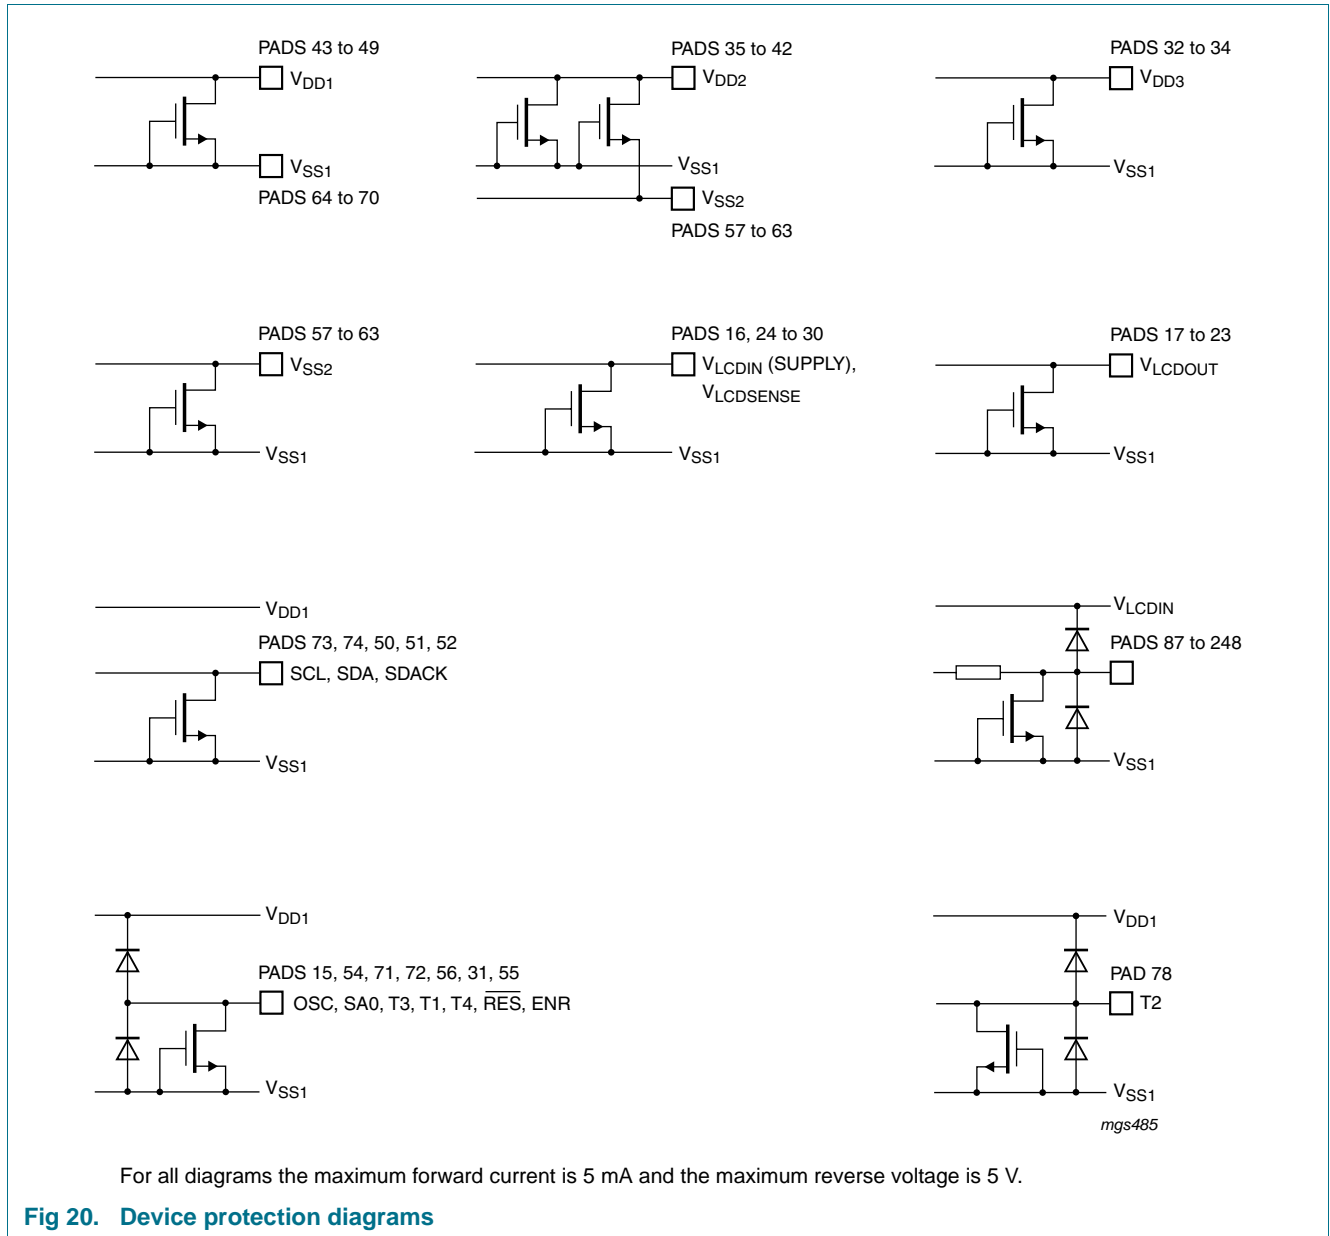 PADS 43 to 49
VDD1
VSS1
PADS 64 to 70
PADS 35 to 42
VDD2
VSS1
VSS2
PADS 57 to 63
PADS 32 to 34
VDD3
VSS1
PADS 57 to 63
VSS2
VSS1
PADS 16, 24 to 30
VLCDIN (SUPPLY),
VLCDSENSE
VSS1
PADS 17 to 23
VLCDOUT
VSS1
VDD1
PADS 73, 74, 50, 51, 52
SCL, SDA, SDACK
VSS1
VLCDIN
PADS 87 to 248
VSS1
VDD1
PADS 15, 54, 71, 72, 56, 31, 55
OSC, SA0, T3, T1, T4, R̅E̅S̅, ENR
VSS1
VDD1
PAD 78
T2
VSS1
mgs485
For all diagrams the maximum forward current is 5 mA and the maximum reverse voltage is 5 V.
Fig 20. Device protection diagrams